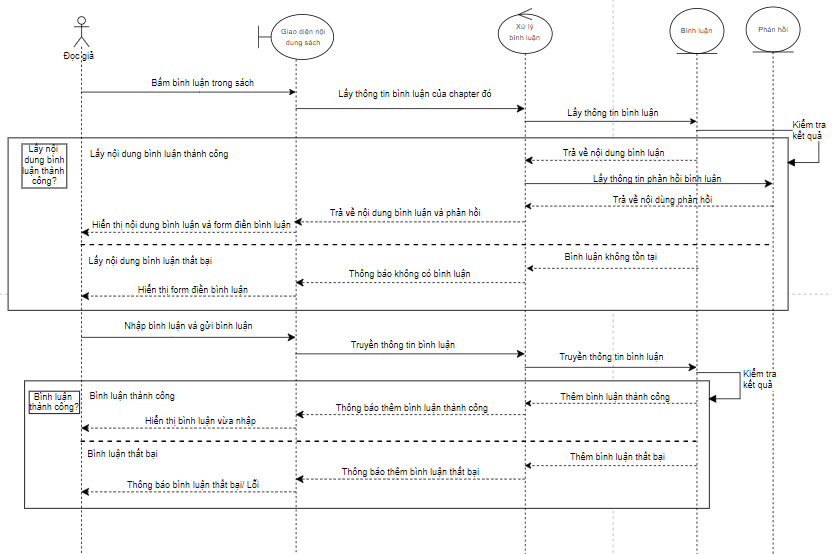 Đọc giả
Giao diện nội
dung sách
Xử lý
bình luận
Bình luận
Phản hồi
Bấm bình luận trong sách
Lấy thông tin bình luận của chapter đó
Lấy thông tin bình luận
Kiểm tra
kết quả
Lấy nội
dung bình
luận thành
công?
Lấy nội dung bình luận thành công
Trả về nội dung bình luận
Lấy thông tin phản hồi bình luận
Trả về nôi dùng phản hồi
Trả về nội dung bình luận và phản hồi
Hiển thị nội dung bình luận và form điền bình luận
Lấy nội dung bình luận thất bại
Bình luận không tồn tại
Thông báo không có bình luận
Hiển thị form điền bình luận
Nhập bình luận và gửi bình luận
Truyền thông tin bình luận
Truyền thông tin bình luận
Kiểm tra
kết quả
Bình luận
thành công?
Bình luận thành công
Thêm bình luận thành công
Thông báo thêm bình luận thành công
Hiển thị bình luận vừa nhập
Bình luận thất bại
Thêm bình luận thất bại
Thông báo thêm bình luận thất bại
Thông báo bình luận thất bại/ Lỗi